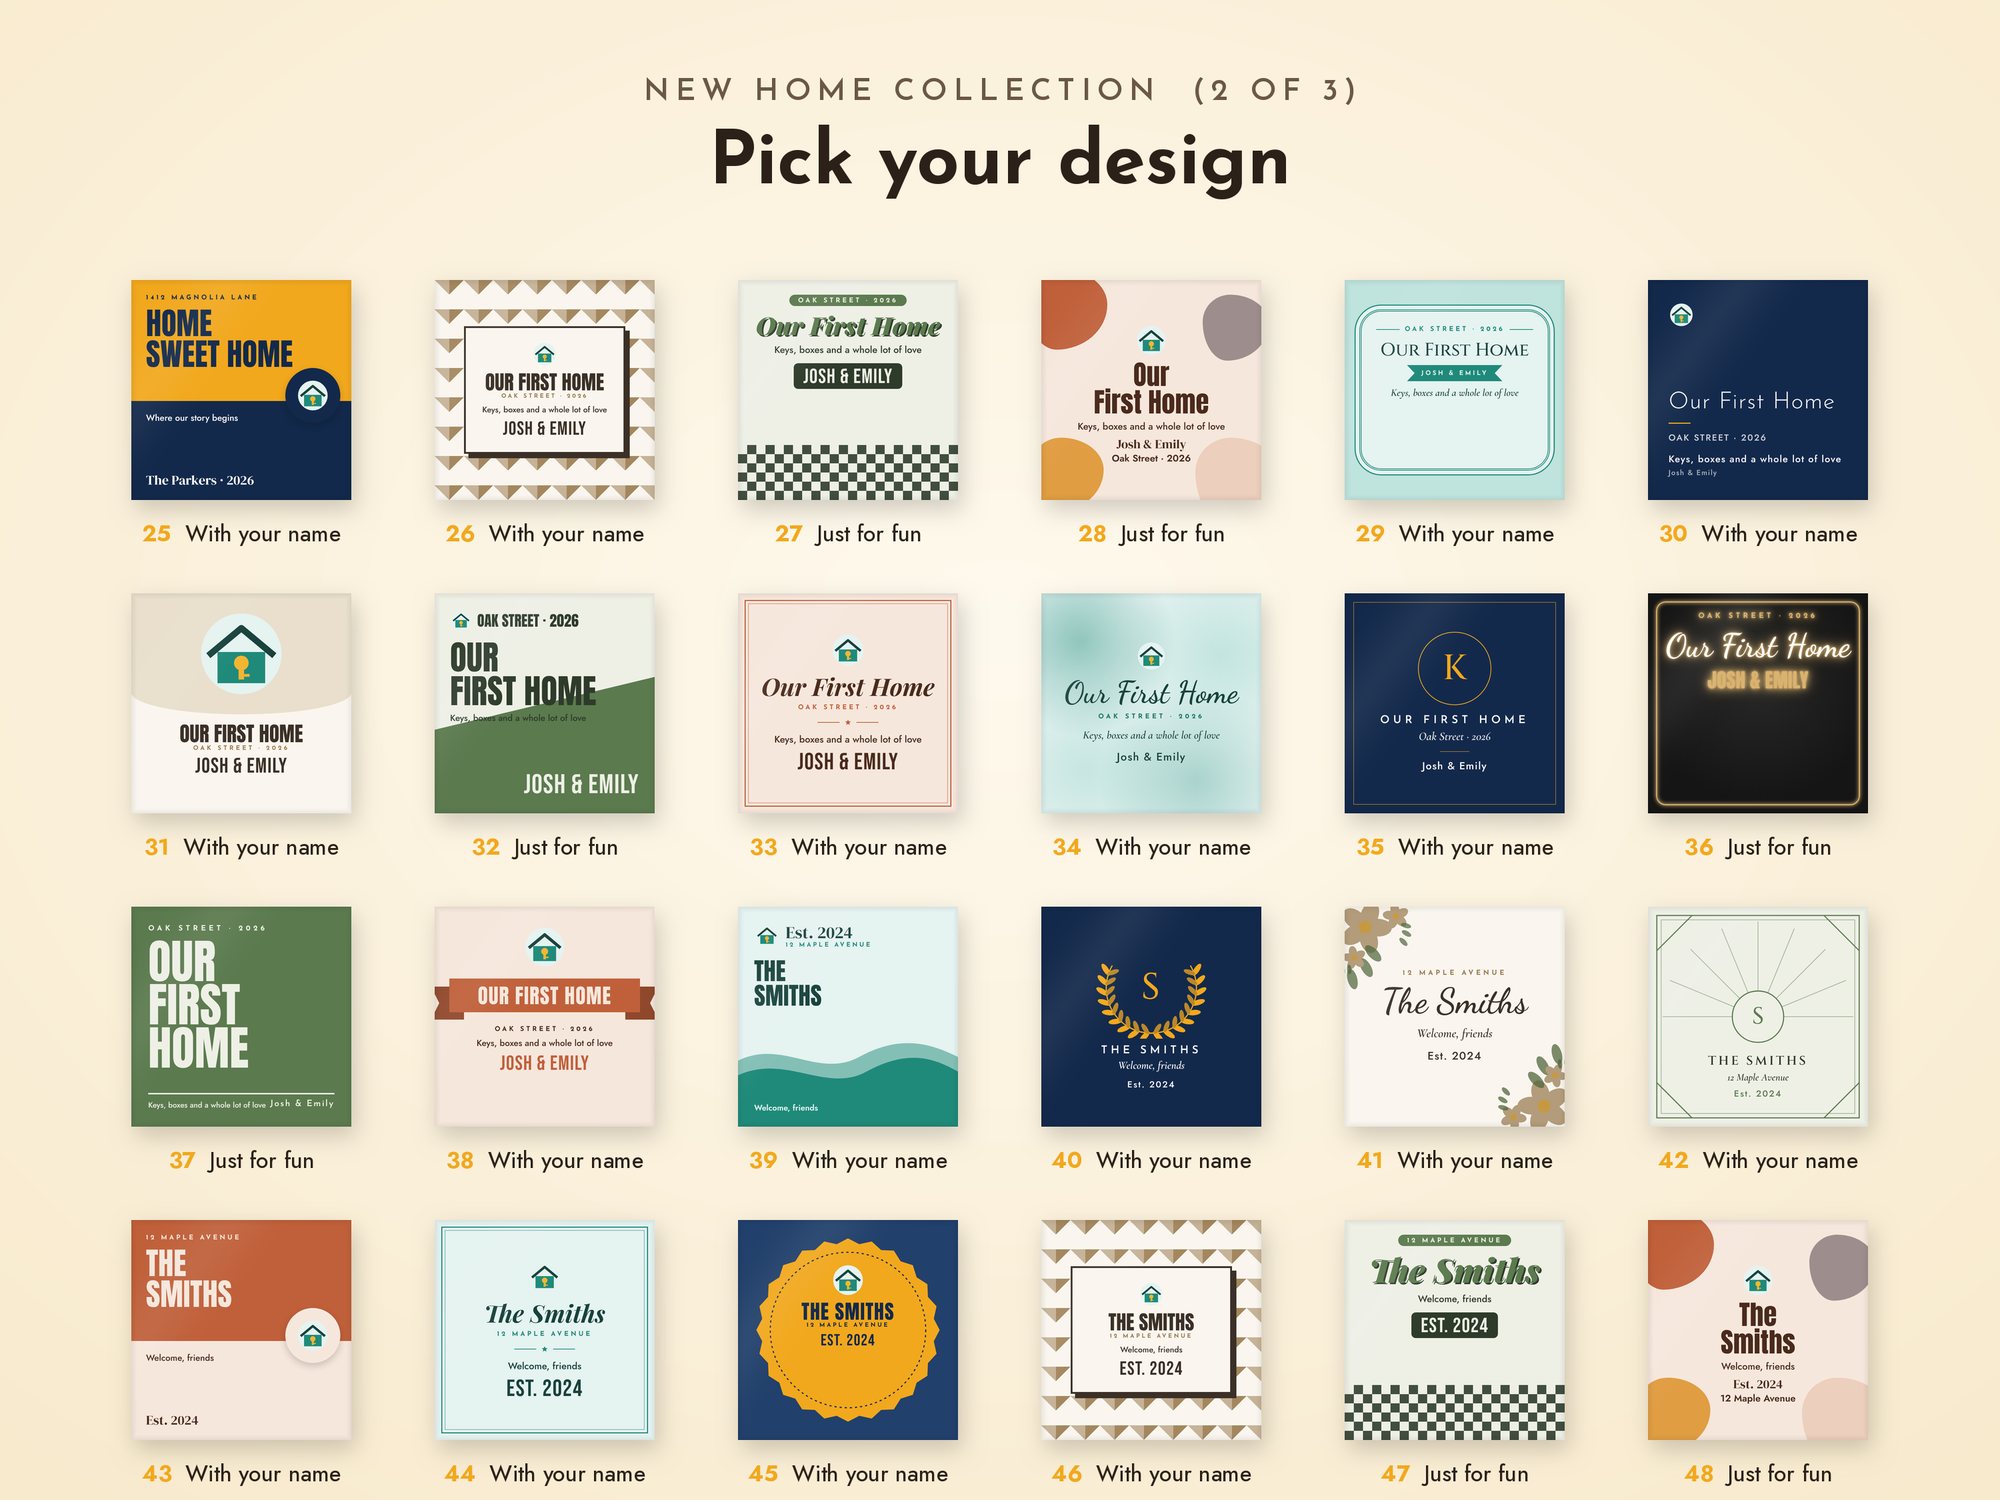 NEW HOME COLLECTION (2 OF 3)
Pick your design
1412 MAGNOLIA LANE
HOME
SWEET HOME
Where our story begins
The Parkers · 2026
25 With your name
OUR FIRST HOME
OAK STREET · 2026
Keys, boxes and a whole lot of love
JOSH & EMILY
26 With your name
OAK STREET · 2026
Our First Home
Keys, boxes and a whole lot of love
JOSH & EMILY
27 Just for fun
Our
First Home
Keys, boxes and a whole lot of love
Josh & Emily
Oak Street · 2026
28 Just for fun
OAK STREET · 2026
OUR FIRST HOME
JOSH & EMILY
Keys, boxes and a whole lot of love
29 With your name
Our First Home
OAK STREET · 2026
Keys, boxes and a whole lot of love
Josh & Emily
30 With your name
OUR FIRST HOME
OAK STREET · 2026
JOSH & EMILY
31 With your name
OAK STREET · 2026
OUR
FIRST HOME
Keys, boxes and a whole lot of love
JOSH & EMILY
32 Just for fun
Our First Home
OAK STREET · 2026
Keys, boxes and a whole lot of love
JOSH & EMILY
33 With your name
Our First Home
OAK STREET · 2026
Keys, boxes and a whole lot of love
Josh & Emily
34 With your name
K
OUR FIRST HOME
Oak Street · 2026
Josh & Emily
35 With your name
OAK STREET · 2026
Our First Home
JOSH & EMILY
36 Just for fun
OAK STREET · 2026
OUR
FIRST
HOME
Keys, boxes and a whole lot of love Josh & Emily
37 Just for fun
OUR FIRST HOME
OAK STREET · 2026
Keys, boxes and a whole lot of love
JOSH & EMILY
38 With your name
Est. 2024
12 MAPLE AVENUE
THE
SMITHS
Welcome, friends
39 With your name
S
THE SMITHS
Welcome, friends
Est. 2024
40 With your name
12 MAPLE AVENUE
The Smiths
Welcome, friends
Est. 2024
41 With your name
S
THE SMITHS
12 Maple Avenue
Est. 2024
42 With your name
12 MAPLE AVENUE
THE
SMITHS
Welcome, friends
Est. 2024
43 With your name
The Smiths
12 MAPLE AVENUE
Welcome, friends
EST. 2024
44 With your name
THE SMITHS
12 MAPLE AVENUE
EST. 2024
45 With your name
THE SMITHS
12 MAPLE AVENUE
Welcome, friends
EST. 2024
46 With your name
12 MAPLE AVENUE
The Smiths
Welcome, friends
EST. 2024
47 Just for fun
The
Smiths
Welcome, friends
Est. 2024
12 Maple Avenue
48 Just for fun